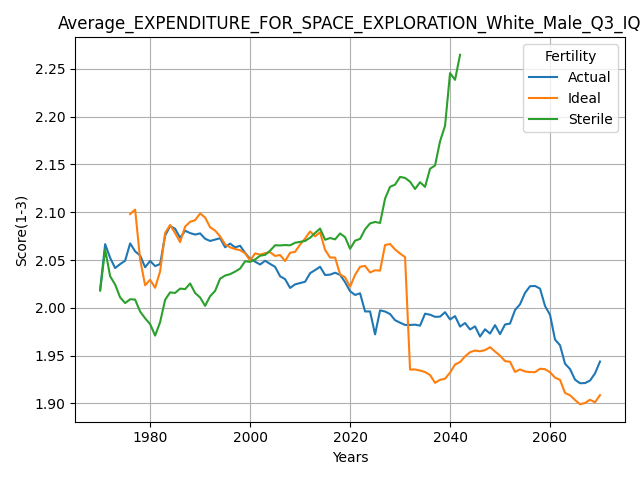 Average_EXPENDITURE_FOR_SPACE_EXPLORATION_White_Male_Q3_IQ
Fertility
Actual
Ideal
Sterile
Score(1-3)
2.25
2.20
2.15
2.10
2.05
2.00
1.95
1.90
1980 2000 2020 2040 2060
Years